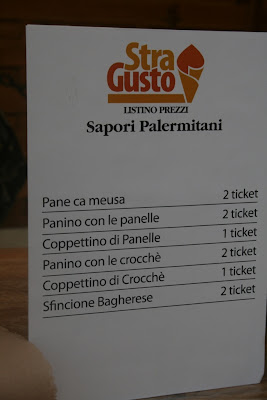 Stra
Gusto
LISTINO PREZZI
Sapori Palermitani
Pane ca meusa 2 ticket
Panino con le panelle 2 ticket
Coppettino di Panelle 1 ticket
Panino con le crocchè 2 ticket
Coppettino di Crocchè 1 ticket
Sfincione Bagherese 2 ticket